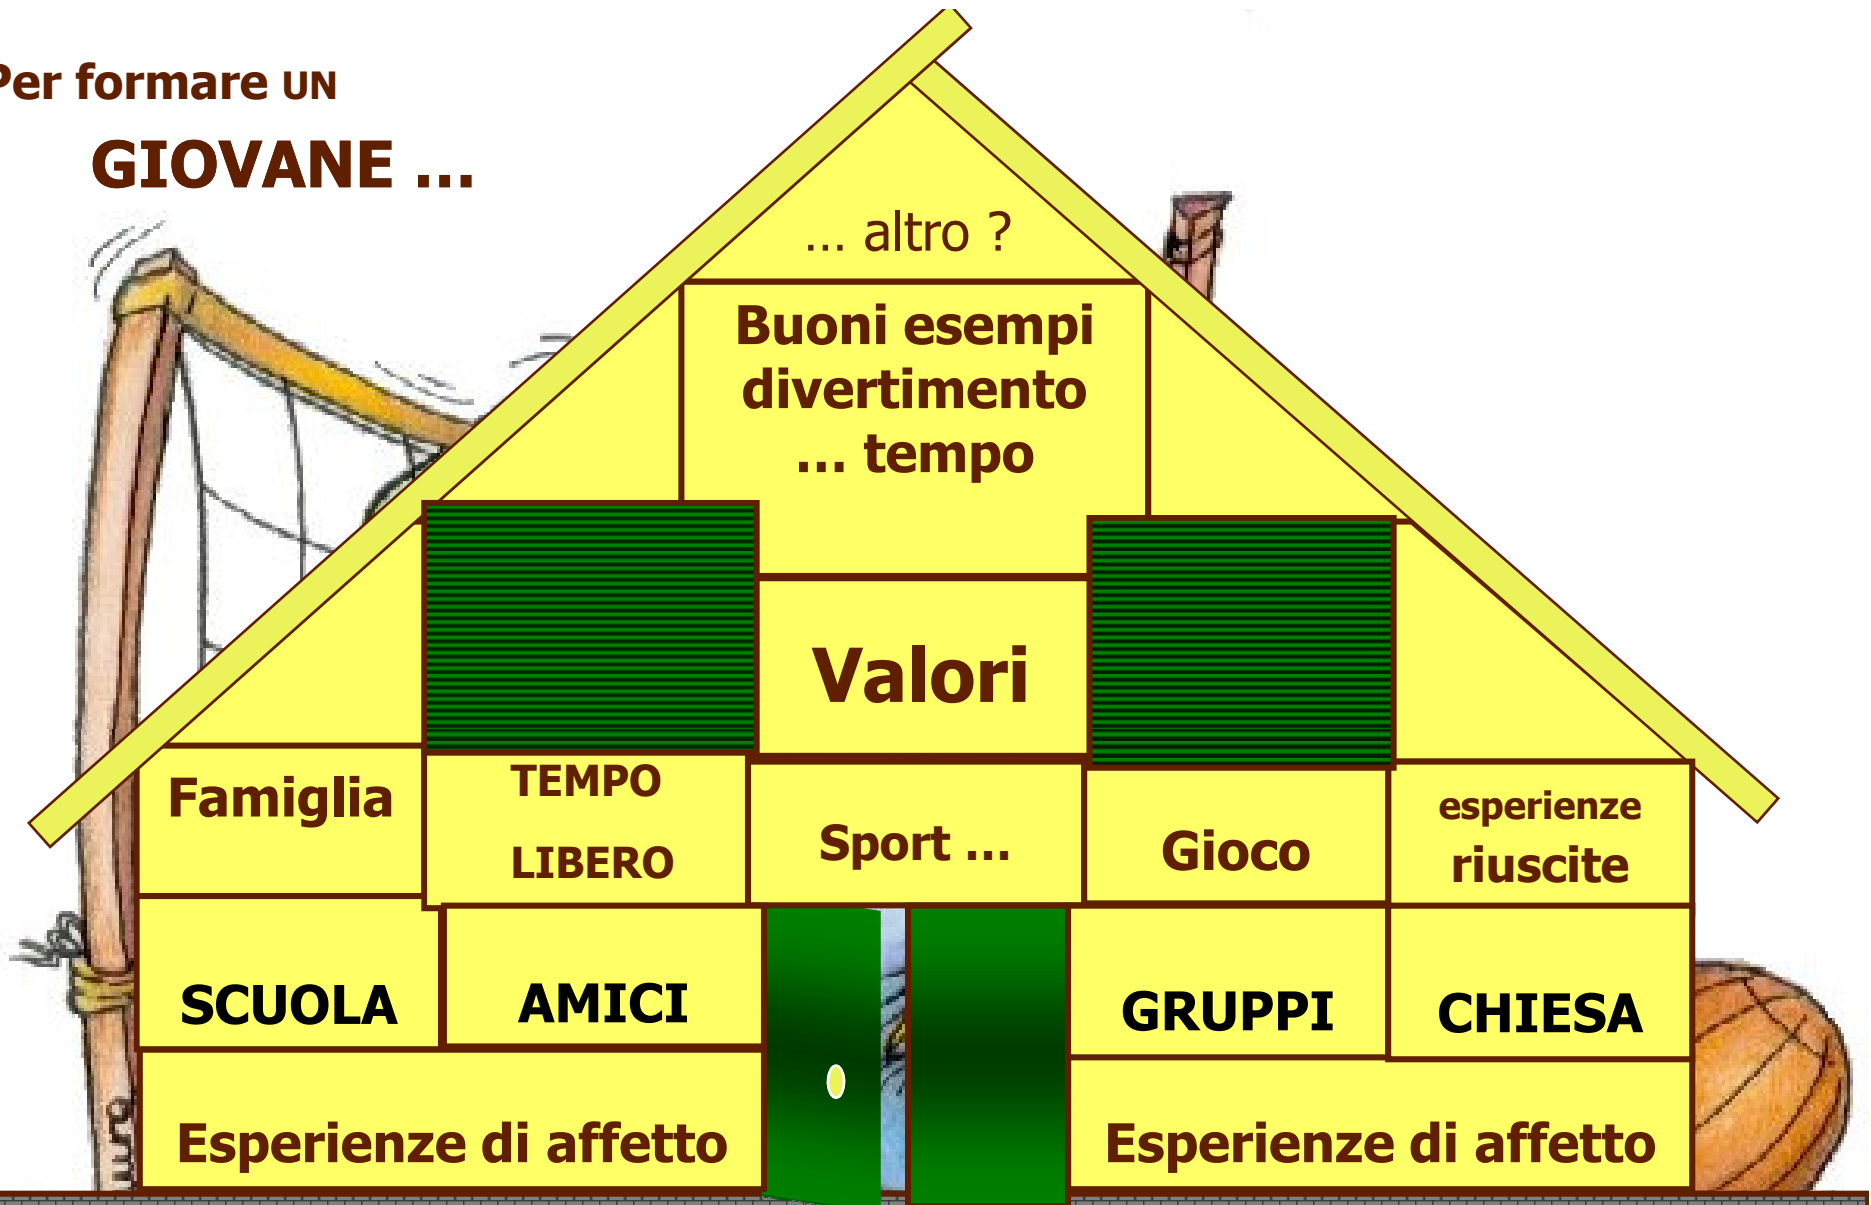 Per formare UN
GIOVANE ...
... altro ?
Buoni esempi
divertimento
... tempo
Valori
Famiglia
TEMPO
LIBERO
Sport ...
Gioco
esperienze
riuscite
SCUOLA
AMICI
GRUPPI
CHIESA
Esperienze di affetto
Esperienze di affetto